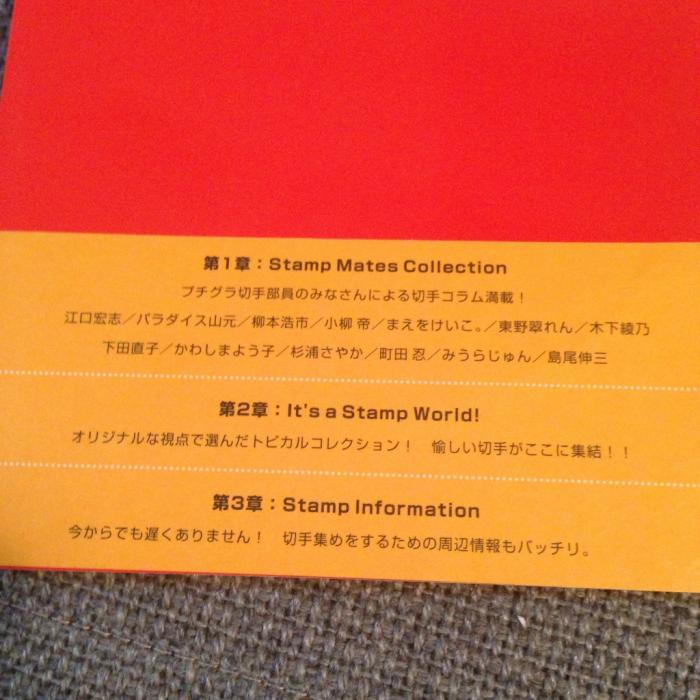 第1章：Stamp Mates Collection
プチグラ切手部員のみなさんによる切手コラム満載！
江口宏志／パラダイス山元／柳本浩市／小柳 帝／まえをけいこ。／東野翠れん／木下綾乃
下田直子／かわしまよう子／杉浦さやか／町田 忍／みうらじゅん／島尾伸三
第2章：It's a Stamp World!
オリジナルな視点で選んだトピカルコレクション！　愉しい切手がここに集結！！
第3章：Stamp Information
今からでも遅くありません！　切手集めをするための周辺情報もバッチリ。